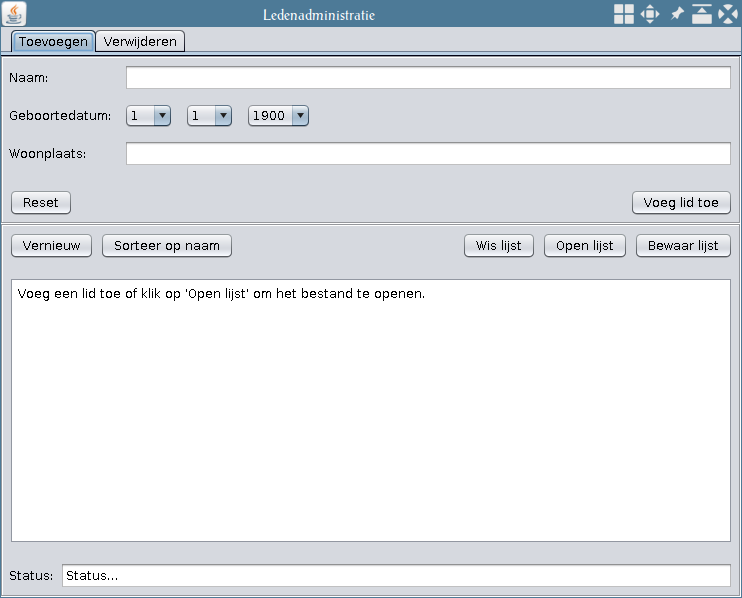 Ledenadministratie
Toevoegen Verwijderen
Naam:
Geboortedatum: 1 1 1900
Woonplaats:
Reset Voeg lid toe
Vernieuw Sorteer op naam Wis lijst Open lijst Bewaar lijst
Voeg een lid toe of klik op 'Open lijst' om het bestand te openen.
Status: Status...